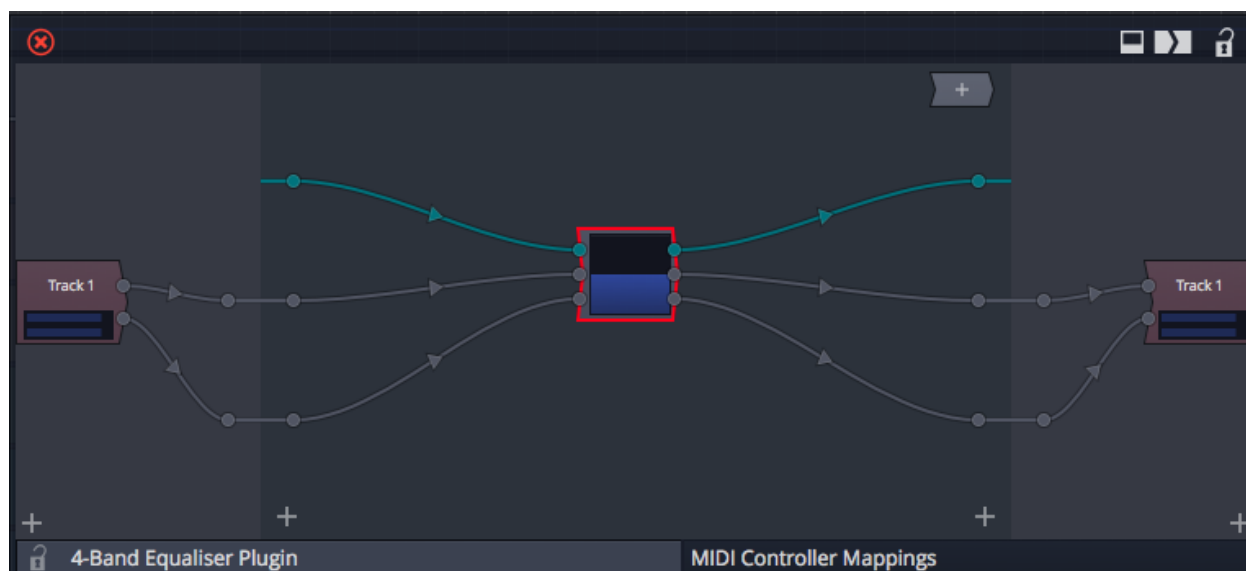 Track 1
Track 1
4-Band Equaliser Plugin
MIDI Controller Mappings